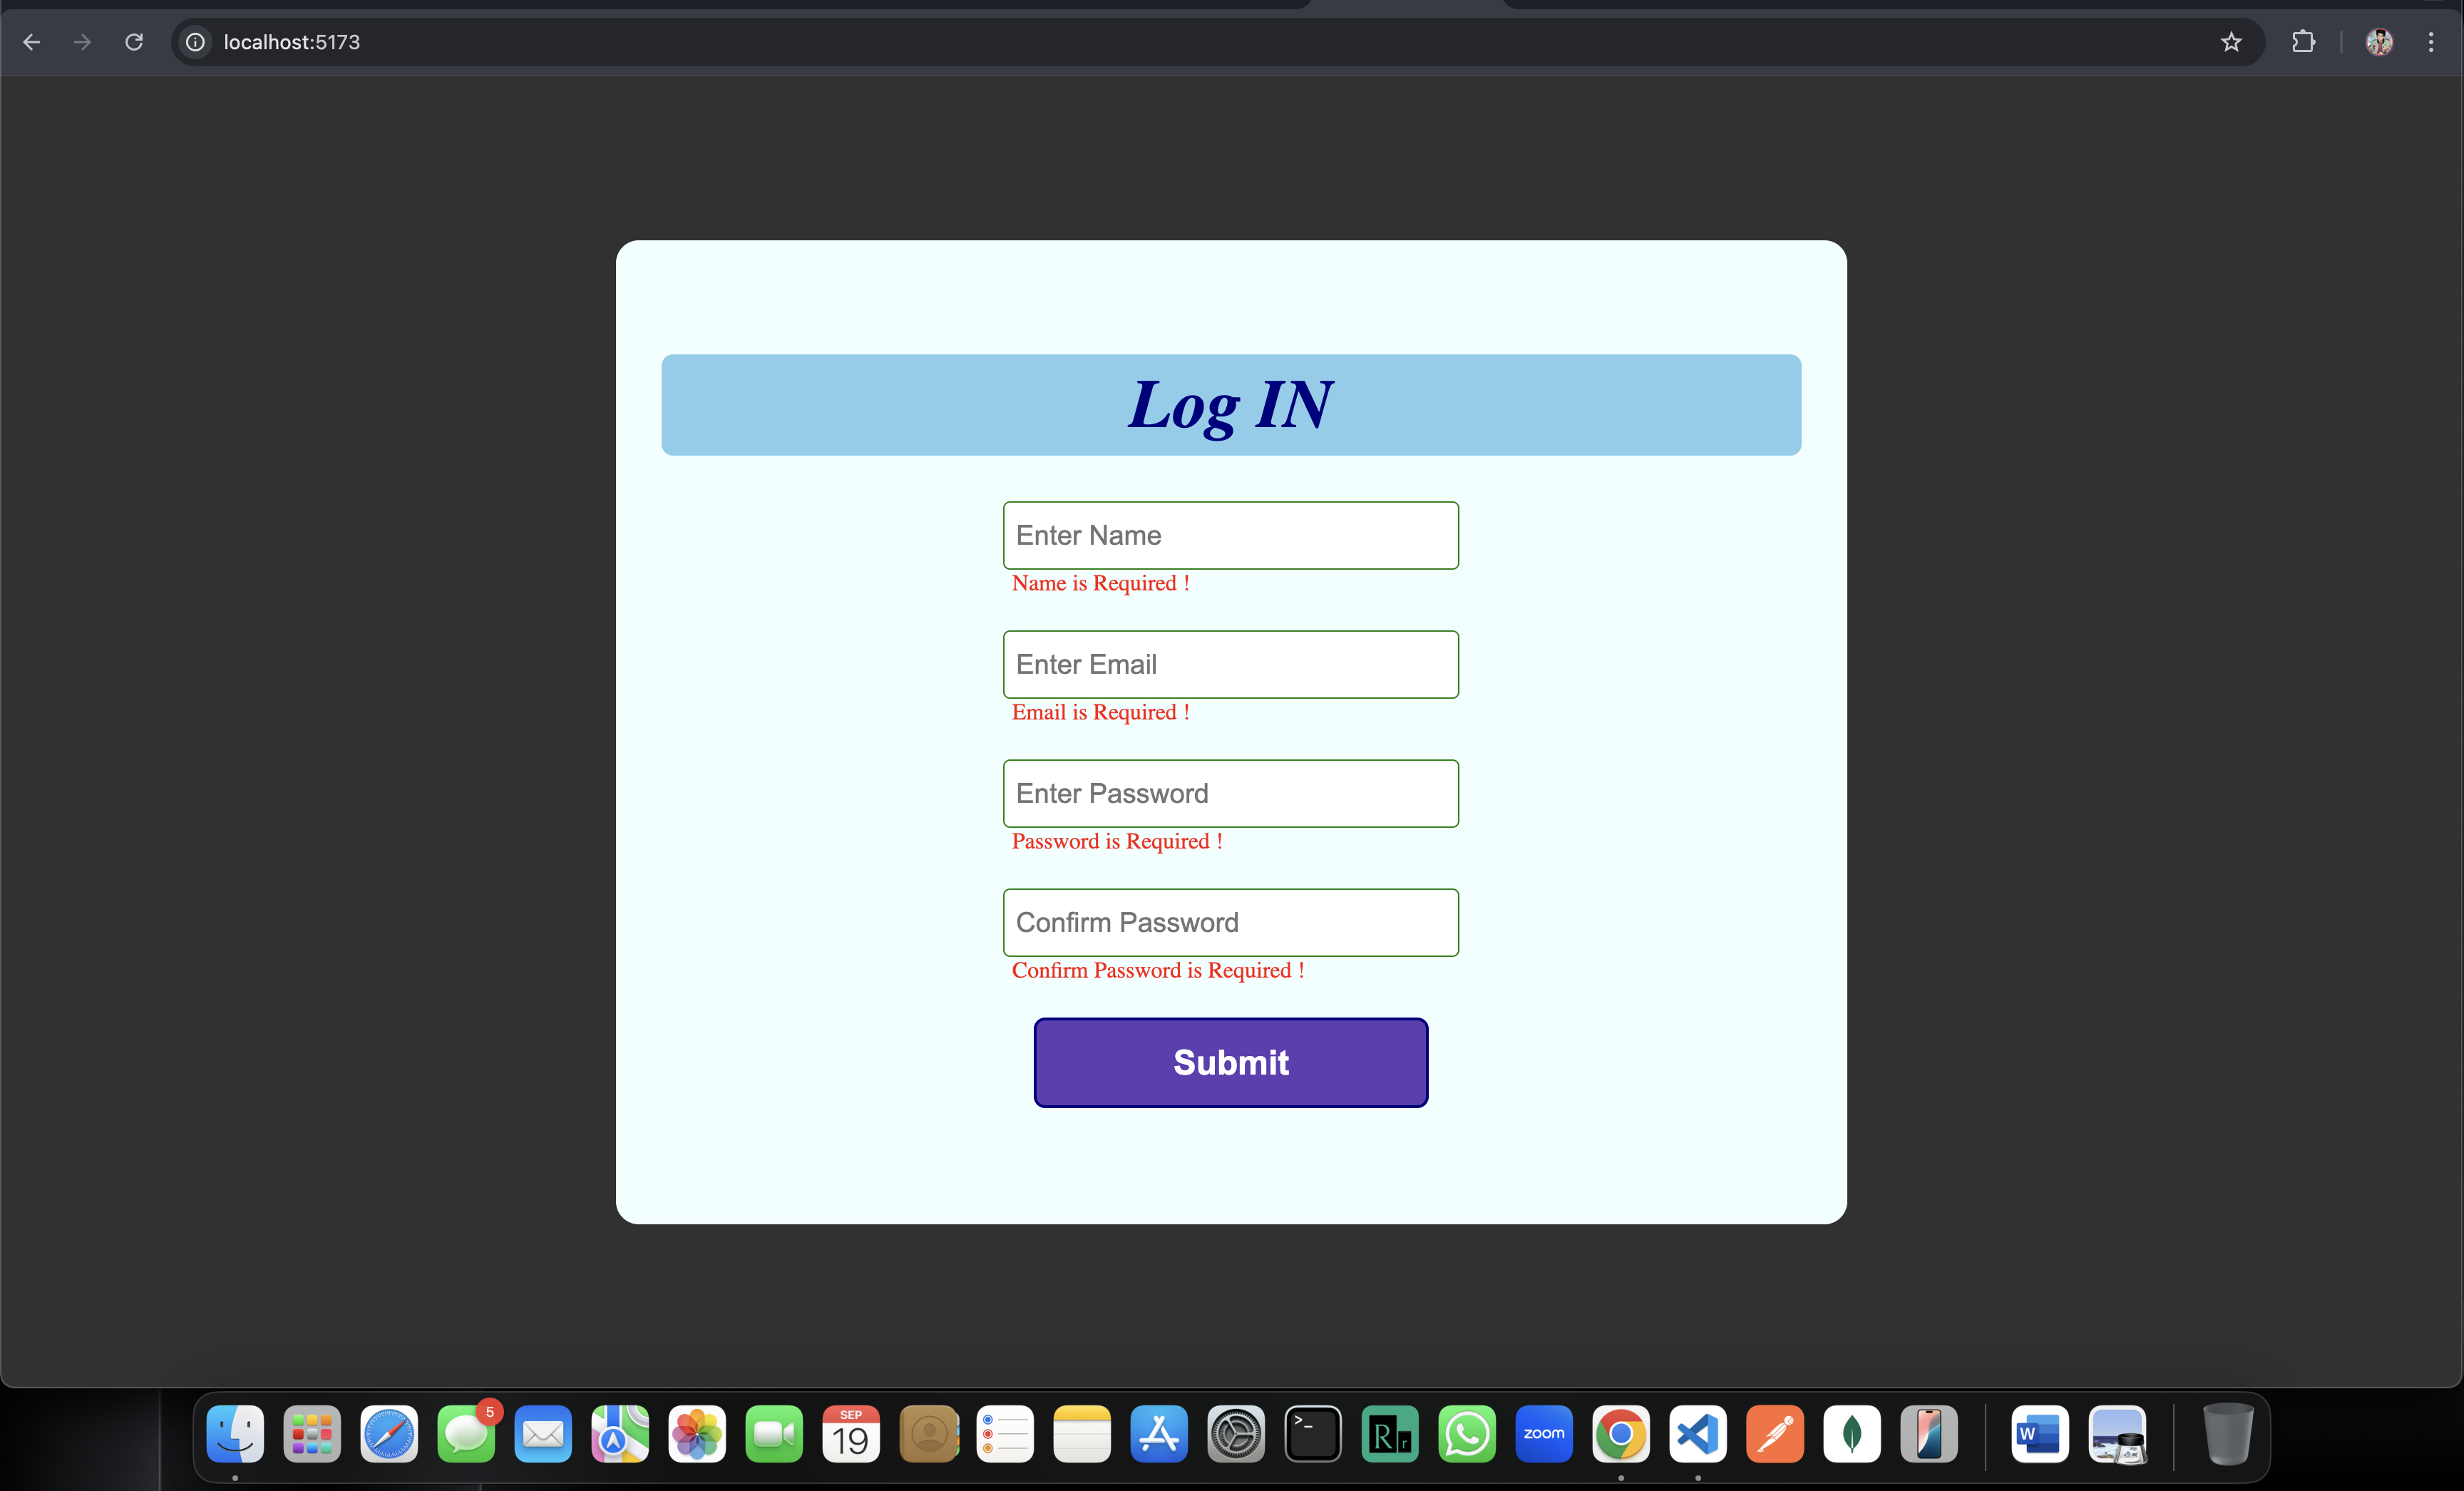 localhost:5173
Log IN
Enter Name
Name is Required !
Enter Email
Email is Required !
Enter Password
Password is Required !
Confirm Password
Confirm Password is Required !
Submit
5
SEP
19
>_
R r
zoom
W